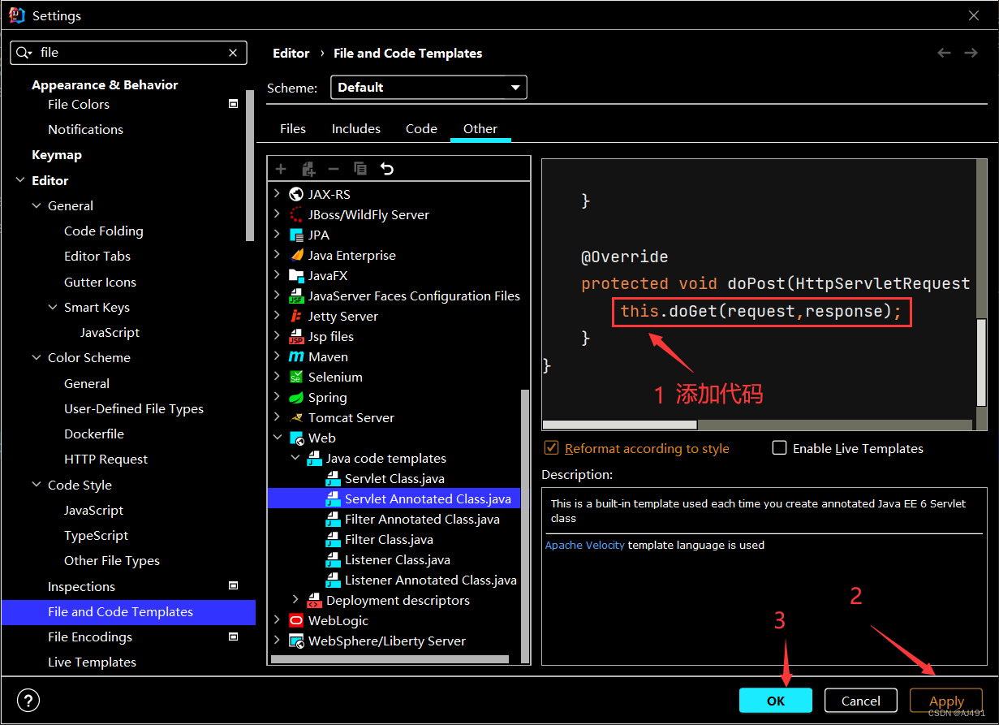 Settings
file
Appearance & Behavior
File Colors
Notifications
Keymap
Editor
General
Code Folding
Editor Tabs
Gutter Icons
Smart Keys
JavaScript
Color Scheme
General
User-Defined File Types
Dockerfile
HTTP Request
Code Style
JavaScript
TypeScript
Other File Types
Inspections
File and Code Templates
File Encodings
Live Templates
Editor › File and Code Templates
Scheme: Default
Files Includes Code Other
JAX-RS
JBoss/WildFly Server
JPA
Java Enterprise
JavaFX
JavaServer Faces Configuration Files
Jetty Server
Jsp files
Maven
Selenium
Spring
Tomcat Server
Web
Java code templates
Servlet Class.java
Servlet Annotated Class.java
Filter Annotated Class.java
Filter Class.java
Listener Class.java
Listener Annotated Class.java
Deployment descriptors
WebLogic
WebSphere/Liberty Server
}
@Override
protected void doPost(HttpServletRequest
this.doGet(request,response);
}
}
1 添加代码
Reformat according to style Enable Live Templates
Description:
This is a built-in template used each time you create annotated Java EE 6 Servlet
class
Apache Velocity template language is used
2
3
? OK Cancel Apply
CSDN @AJ491